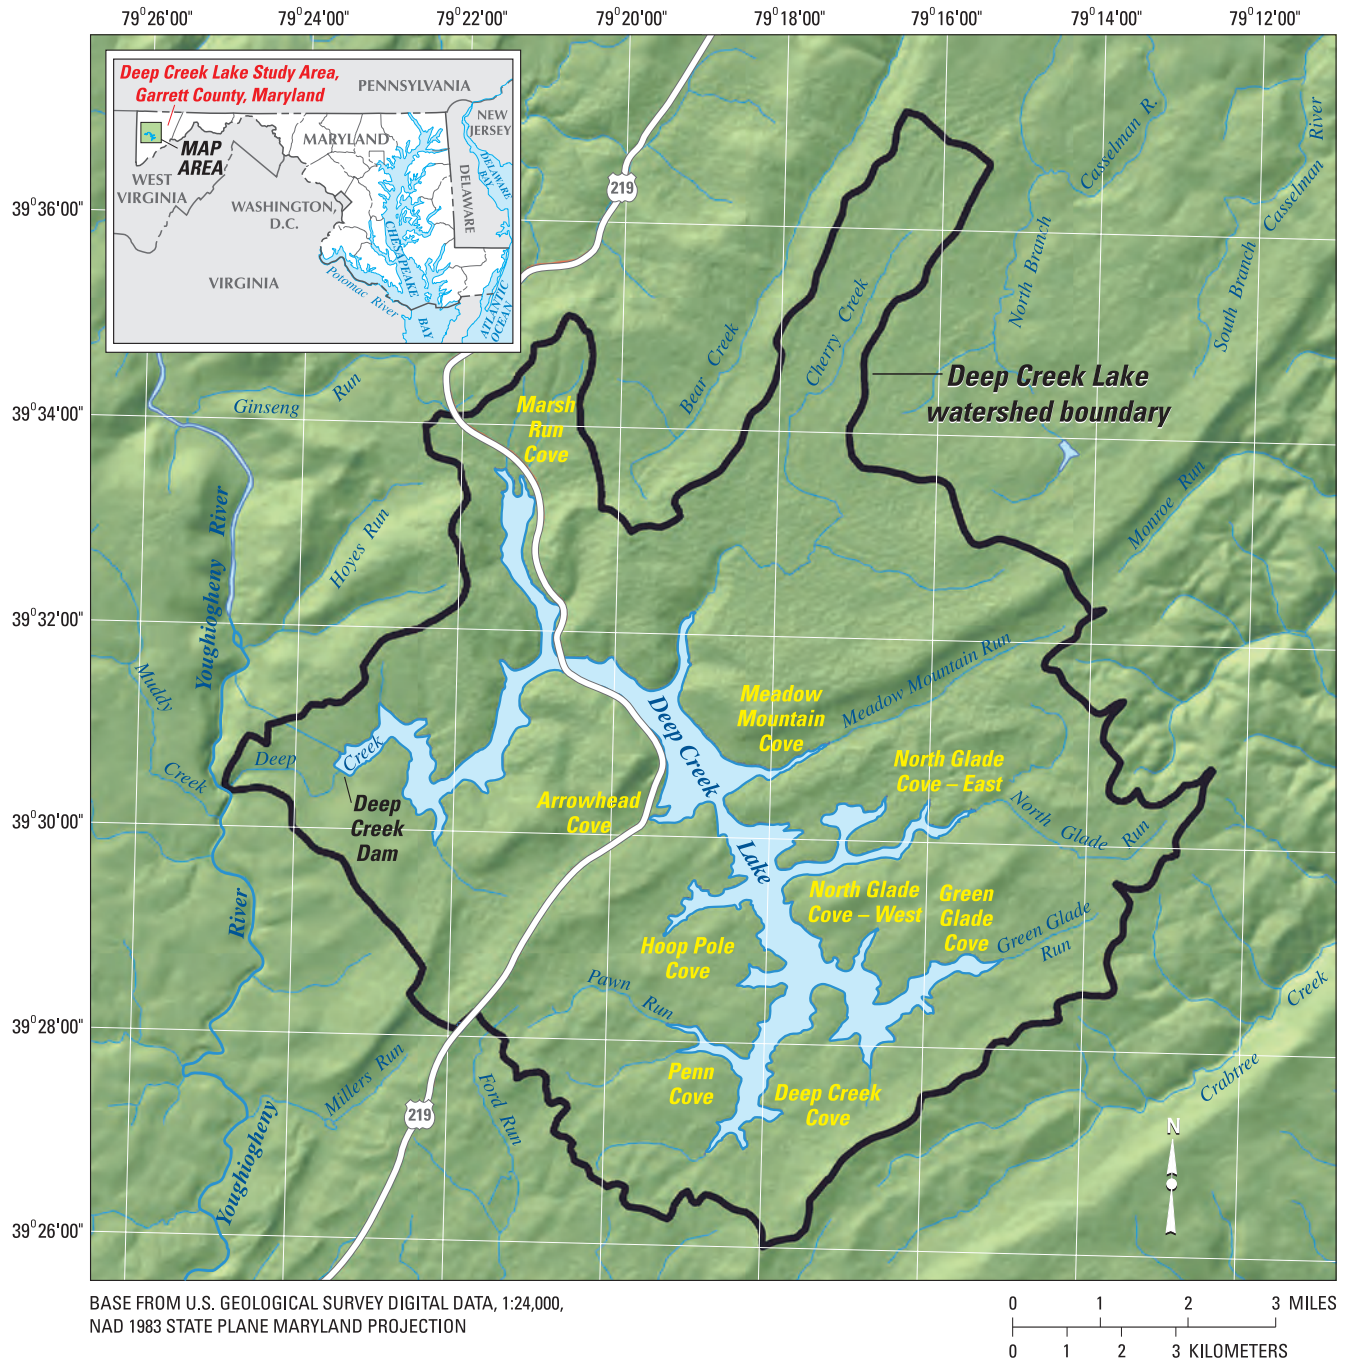 79°26'00" 79°24'00" 79°22'00" 79°20'00" 79°18'00" 79°16'00" 79°14'00" 79°12'00"
Deep Creek Lake Study Area,
Garrett County, Maryland
PENNSYLVANIA
NEW
JERSEY
MARYLAND
MAP
AREA
WEST
VIRGINIA
WASHINGTON,
D.C.
DELAWARE
DELAWARE
BAY
CHESAPEAKE
BAY
VIRGINIA
Potomac River
ATLANTIC
OCEAN
39°36'00"
39°34'00"
39°32'00"
39°30'00"
39°28'00"
39°26'00"
219
Casselman R.
North Branch
South Branch Casselman River
Bear Creek
Cherry Creek
Deep Creek Lake
watershed boundary
Ginseng Run
Marsh
Run
Cove
Hoyes Run
Youghiogheny River
Monroe Run
Muddy
Creek
Meadow Mountain Run
Meadow
Mountain
Cove
Deep Creek
Lake
Deep Creek
Deep
Creek
Dam
Arrowhead
Cove
North Glade
Cove – East
North Glade Run
North Glade
Cove – West
Green
Glade
Cove
Green Glade
Run
Hoop Pole
Cove
Pawn Run
Penn
Cove
Deep Creek
Cove
Millers Run
Ford Run
219
Youghiogheny River
Crabtree Creek
N
BASE FROM U.S. GEOLOGICAL SURVEY DIGITAL DATA, 1:24,000,
NAD 1983 STATE PLANE MARYLAND PROJECTION
0 1 2 3 MILES
0 1 2 3 KILOMETERS